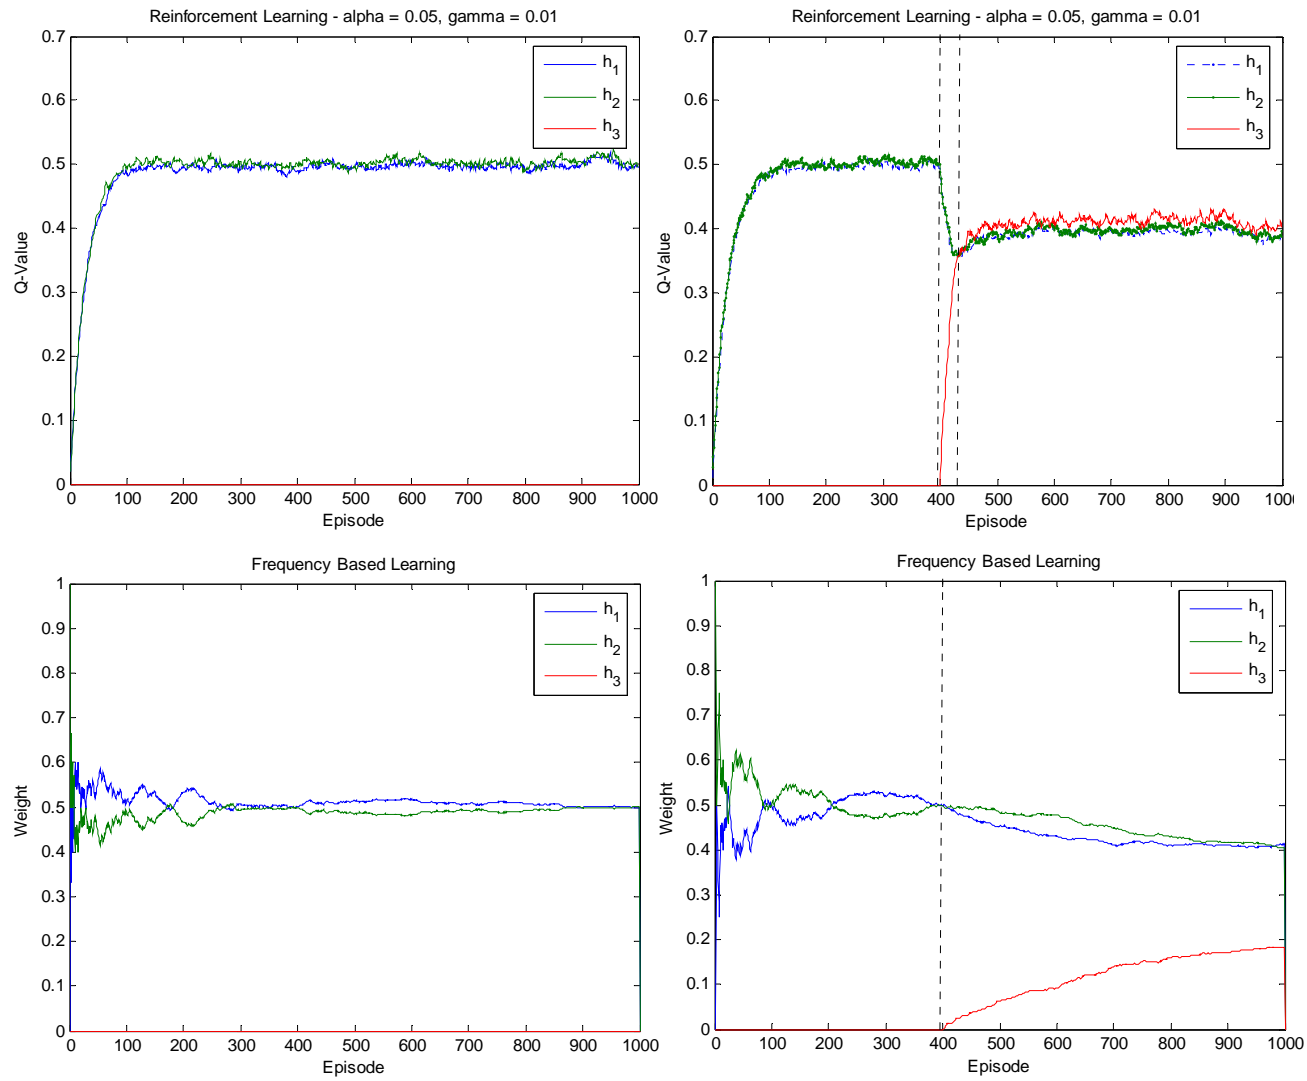 Reinforcement Learning - alpha = 0.05, gamma = 0.01
0.7
0.6
0.5
0.4
0.3
0.2
0.1
0
Q-Value
h1
h2
h3
0 100 200 300 400 500 600 700 800 900 1000
Episode
Reinforcement Learning - alpha = 0.05, gamma = 0.01
0.7
0.6
0.5
0.4
0.3
0.2
0.1
0
Q-Value
h1
h2
h3
0 100 200 300 400 500 600 700 800 900 100
Episode
Frequency Based Learning
1
0.9
0.8
0.7
0.6
0.5
0.4
0.3
0.2
0.1
0
Weight
h1
h2
h3
0 100 200 300 400 500 600 700 800 900 1000
Episode
Frequency Based Learning
1
0.9
0.8
0.7
0.6
0.5
0.4
0.3
0.2
0.1
0
Weight
h1
h2
h3
0 100 200 300 400 500 600 700 800 900 1000
Episode